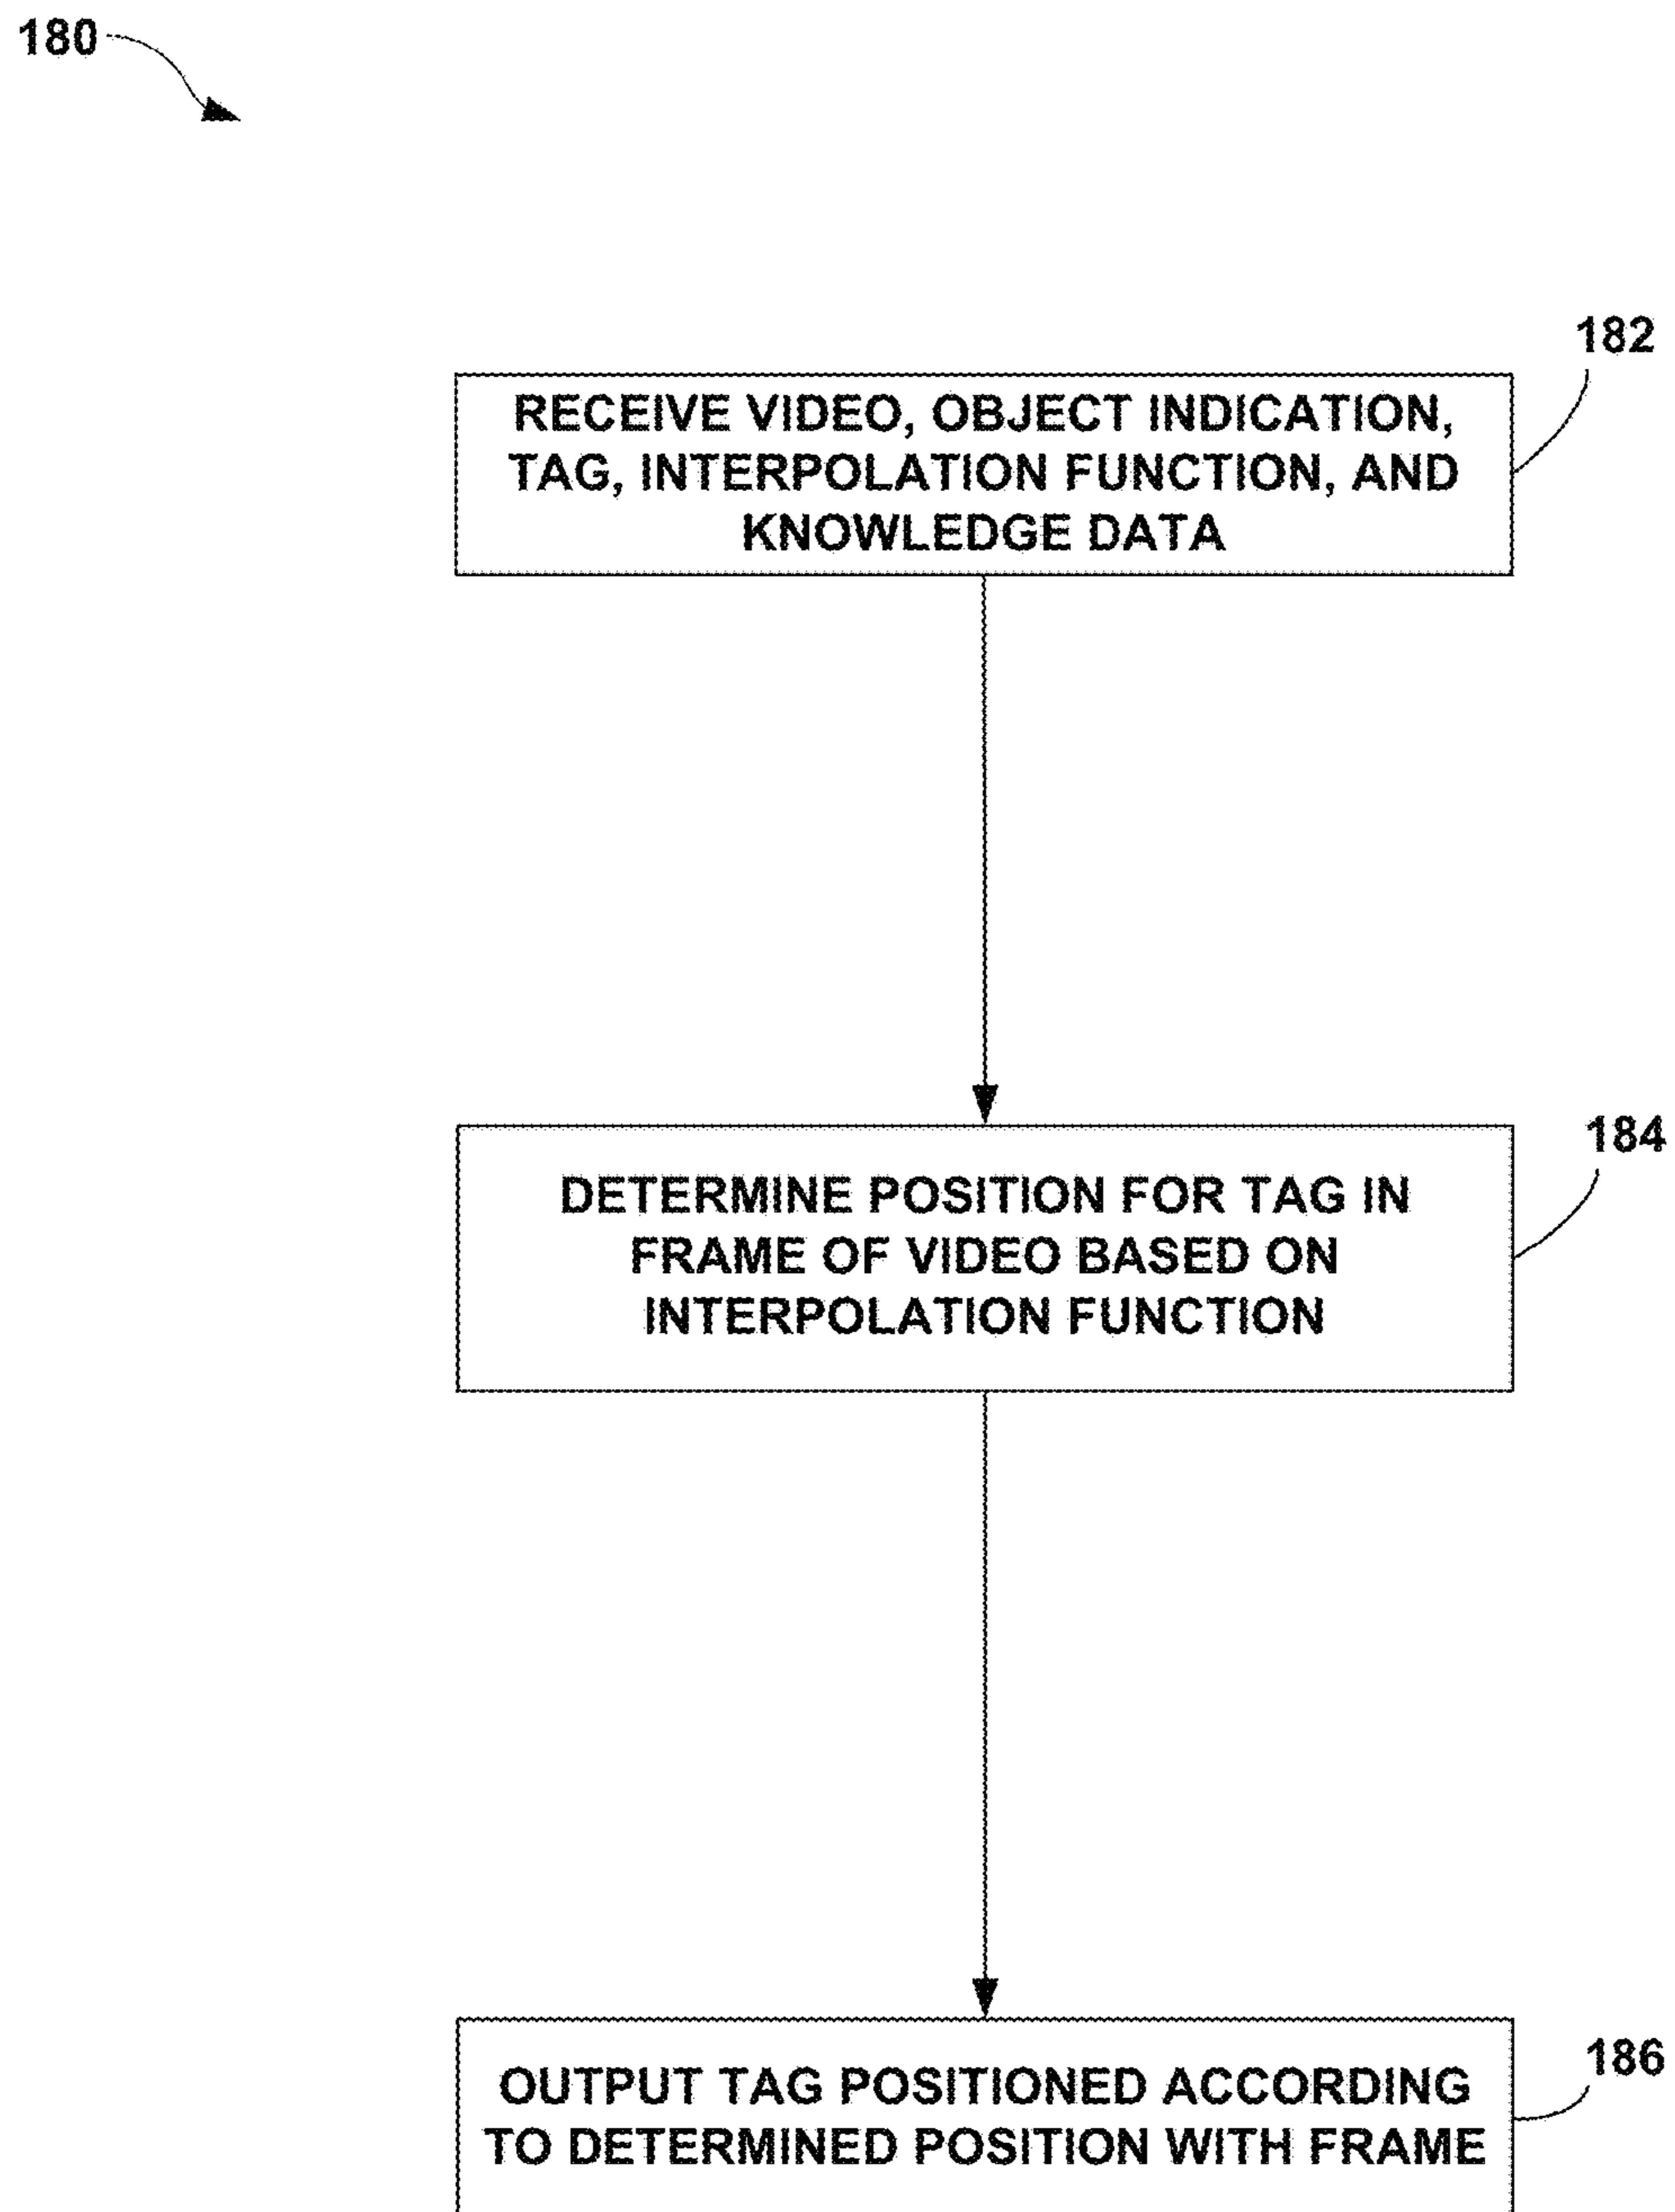 180
182
RECEIVE VIDEO, OBJECT INDICATION,
TAG, INTERPOLATION FUNCTION, AND
KNOWLEDGE DATA
184
DETERMINE POSITION FOR TAG IN
FRAME OF VIDEO BASED ON
INTERPOLATION FUNCTION
186
OUTPUT TAG POSITIONED ACCORDING
TO DETERMINED POSITION WITH FRAME